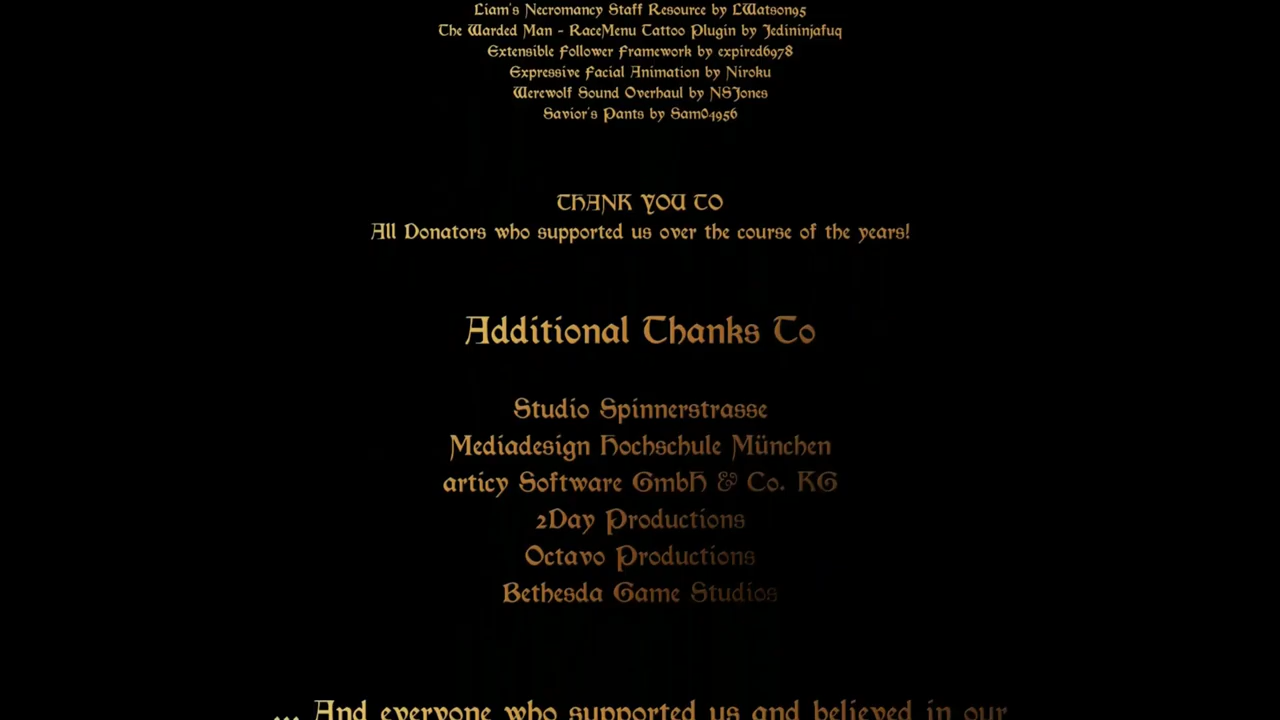 Liam's Necromancy Staff Resource by LWatson95
The Warded Man - RaceMenu Tattoo Plugin by Jedininjafuq
Extensible Follower Framework by expired6978
Expressive Facial Animation by Niroku
Werewolf Sound Overhaul by NSJones
Savior's Pants by Sam04956
THANK YOU TO
All Donators who supported us over the course of the years!
Additional Thanks To
Studio Spinnerstrasse
Mediadesign Hochschule München
articy Software GmbH & Co. KG
2Day Productions
Octavo Productions
Bethesda Game Studios
... And everyone who supported us and believed in our